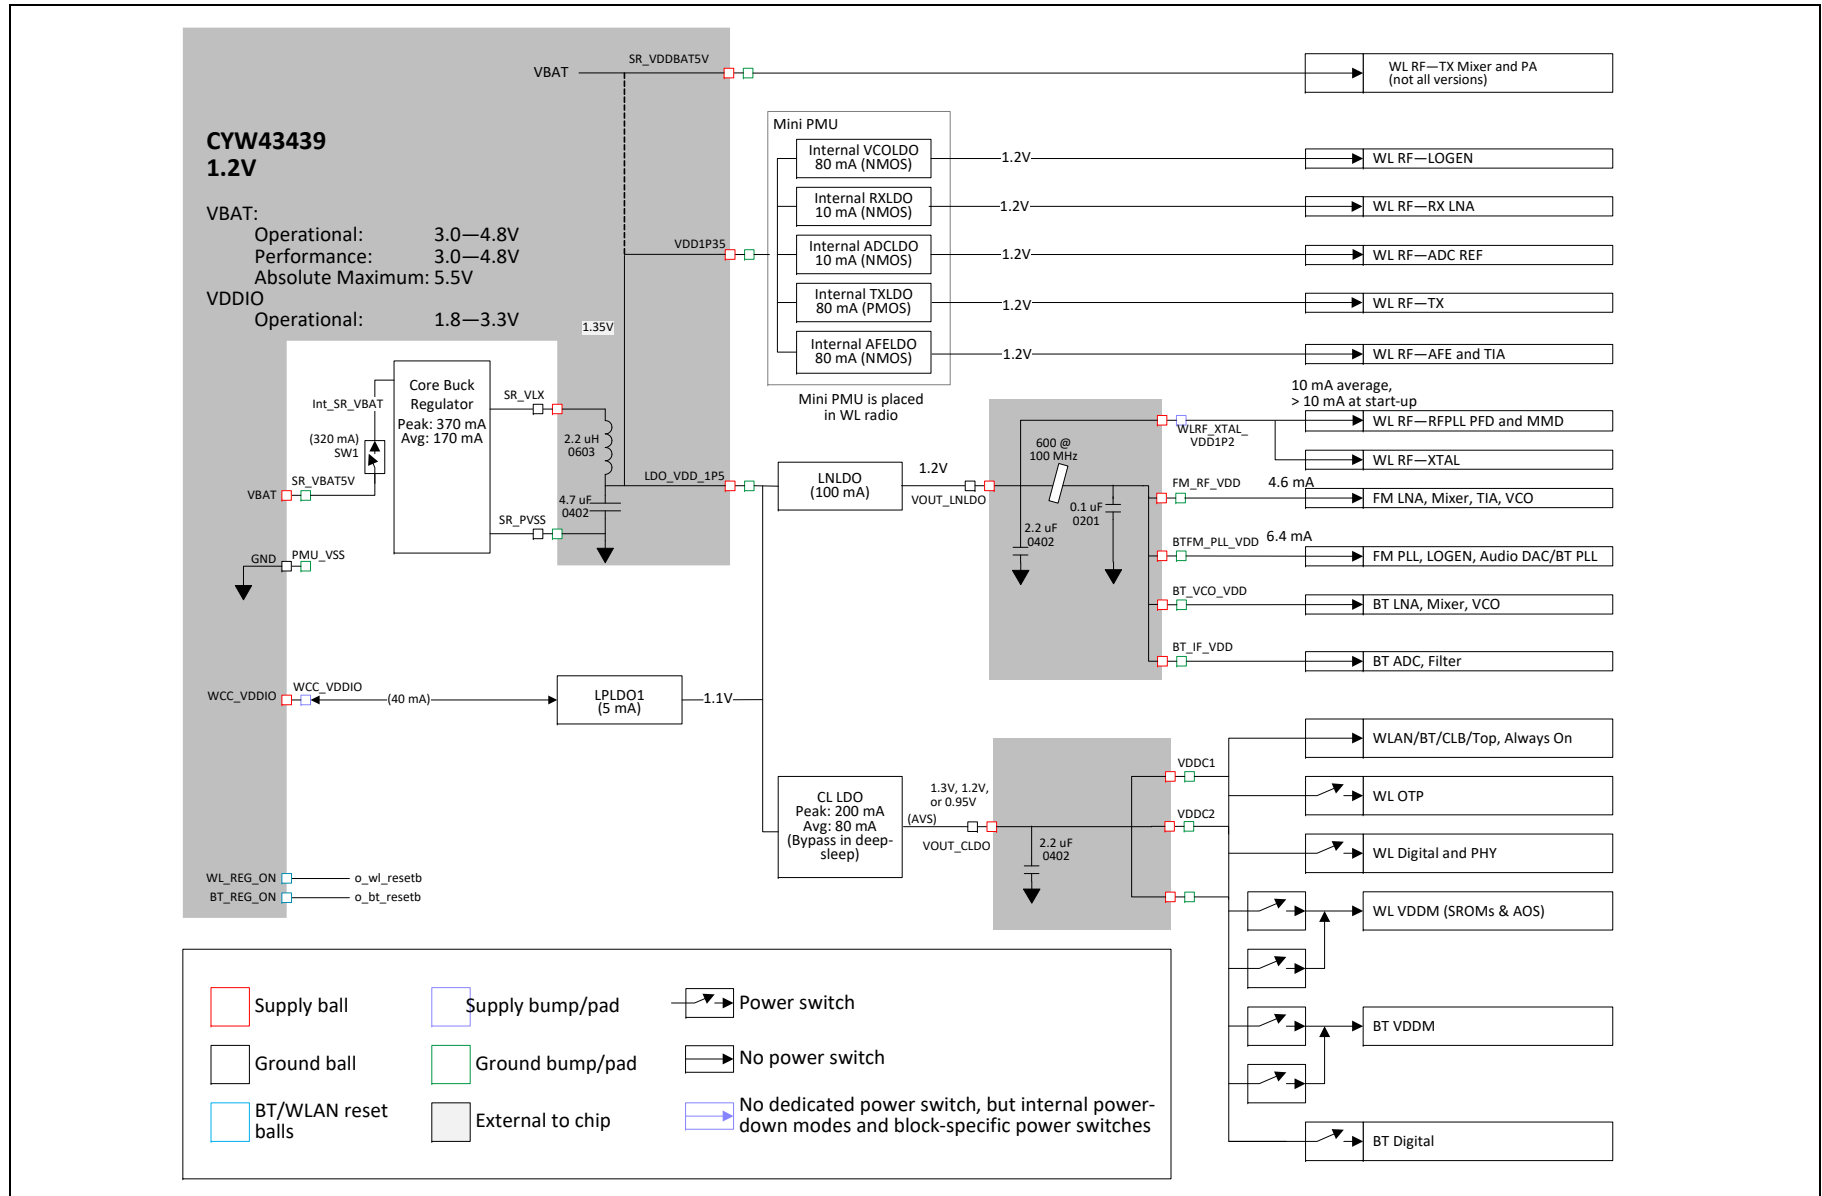 SR_VDDBAT5V
VBAT
WL RF—TX Mixer and PA
(not all versions)
CYW43439
1.2V
VBAT:
Operational: 3.0—4.8V
Performance: 3.0—4.8V
Absolute Maximum: 5.5V
VDDIO
Operational: 1.8—3.3V
Mini PMU
Internal VCOLDO
80 mA (NMOS)
1.2V
WL RF—LOGEN
Internal RXLDO
10 mA (NMOS)
1.2V
WL RF—RX LNA
VDD1P35
Internal ADCLDO
10 mA (NMOS)
1.2V
WL RF—ADC REF
Internal TXLDO
80 mA (PMOS)
1.2V
WL RF—TX
1.35V
Internal AFELDO
80 mA (NMOS)
1.2V
WL RF—AFE and TIA
Mini PMU is placed
in WL radio
10 mA average,
> 10 mA at start-up
Core Buck
Regulator
Peak: 370 mA
Avg: 170 mA
Int_SR_VBAT
(320 mA)
SW1
SR_VBAT5V
VBAT
SR_VLX
2.2 uH
0603
4.7 uF
0402
SR_PVSS
GND
PMU_VSS
LDO_VDD_1P5
LNLDO
(100 mA)
1.2V
VOUT_LNLDO
600 @
100 MHz
2.2 uF
0402
0.1 uF
0201
WLRF_XTAL_
VDD1P2
WL RF—RFPLL PFD and MMD
WL RF—XTAL
FM_RF_VDD
4.6 mA
FM LNA, Mixer, TIA, VCO
BTFM_PLL_VDD
6.4 mA
FM PLL, LOGEN, Audio DAC/BT PLL
BT_VCO_VDD
BT LNA, Mixer, VCO
BT_IF_VDD
BT ADC, Filter
WCC_VDDIO
WCC_VDDIO
(40 mA)
LPLDO1
(5 mA)
1.1V
CL LDO
Peak: 200 mA
Avg: 80 mA
(Bypass in deep-
sleep)
1.3V, 1.2V,
or 0.95V
(AVS)
VOUT_CLDO
2.2 uF
0402
VDDC1
VDDC2
WLAN/BT/CLB/Top, Always On
WL OTP
WL Digital and PHY
WL VDDM (SROMs & AOS)
BT VDDM
BT Digital
WL_REG_ON
o_wl_resetb
BT_REG_ON
o_bt_resetb
Supply ball
Supply bump/pad
Power switch
Ground ball
Ground bump/pad
No power switch
BT/WLAN reset
balls
External to chip
No dedicated power switch, but internal power-
down modes and block-specific power switches